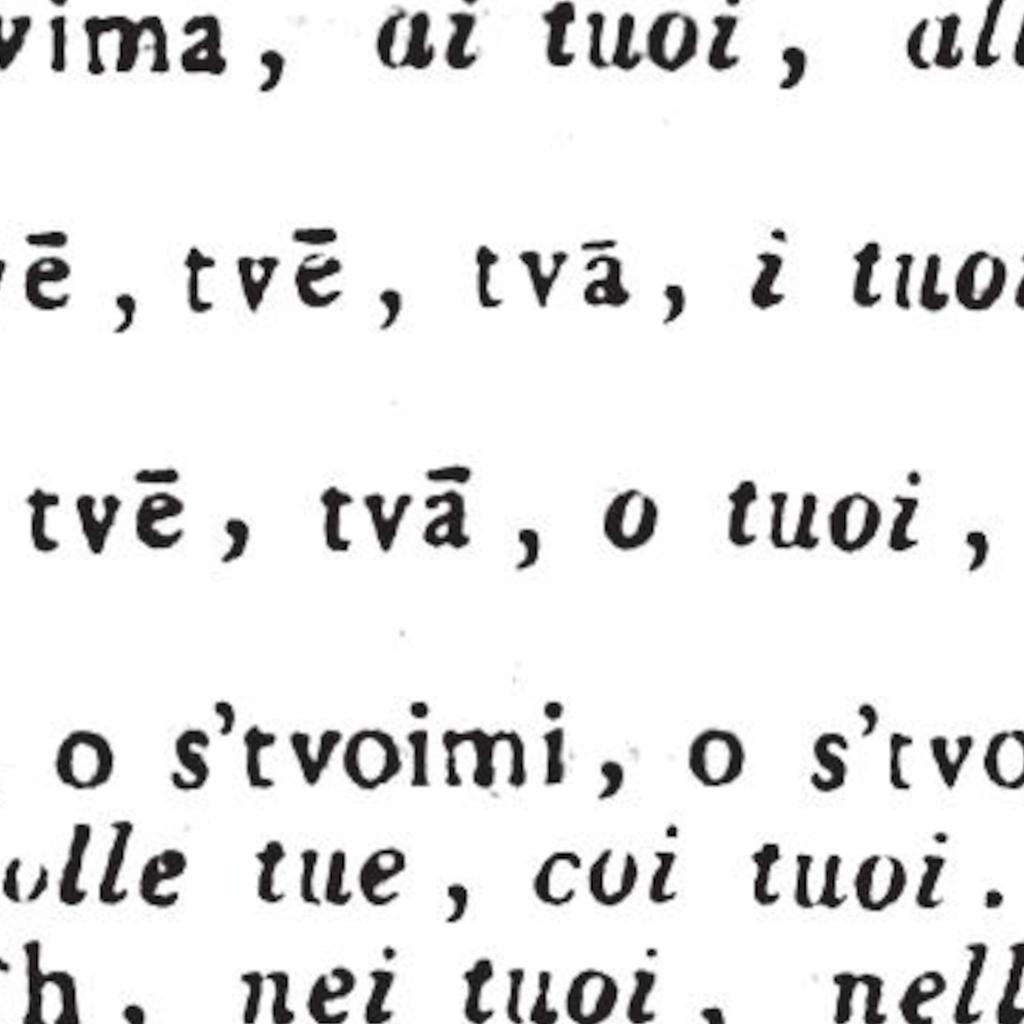 vima, ai tuoi, all
vē, tvē, tvā, i tuoi
tvē, tvā, o tuoi,
o s'tvoimi, o s'tvo
olle tue, coi tuoi.
h, nei tuoi, nell